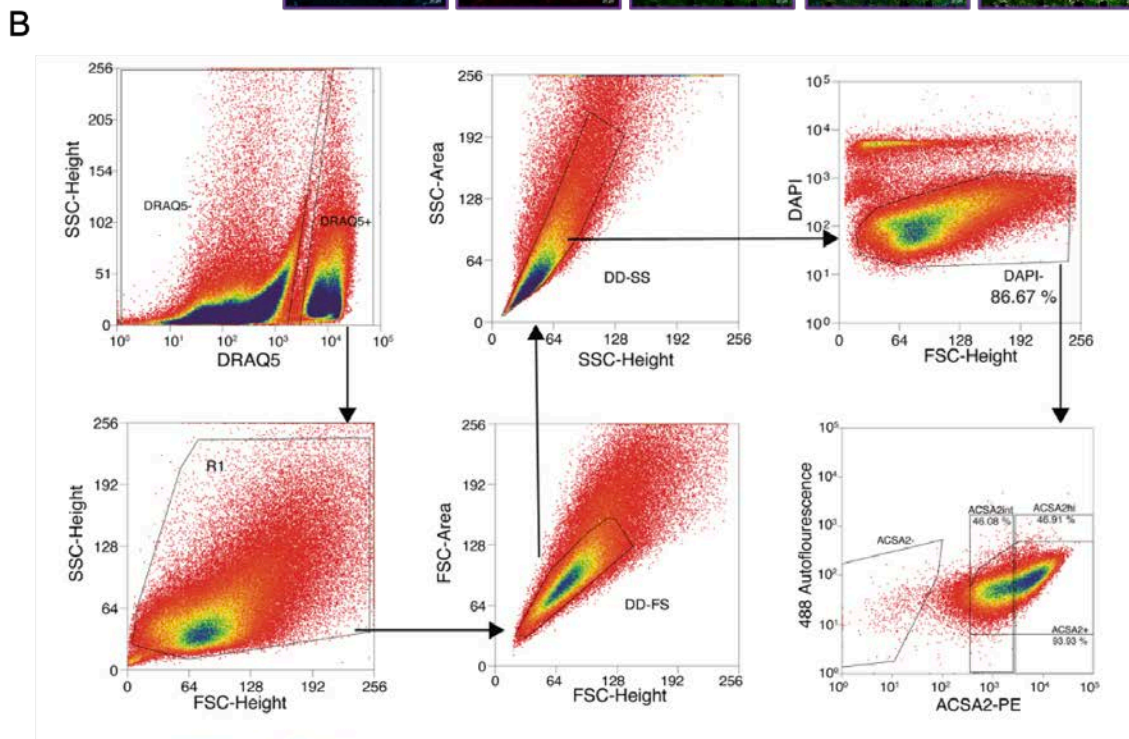 B
256
205
154
102
51
0
SSC-Height
DRAQ5-
DRAQ5+
10⁰ 10¹ 10² 10³ 10⁴ 10⁵
DRAQ5
256
192
128
64
0
SSC-Area
DD-SS
0 64 128 192 256
SSC-Height
10⁵
10⁴
10³
10²
10¹
10⁰
DAPI
DAPI-
86.67 %
0 64 128 192 256
FSC-Height
256
192
128
64
0
SSC-Height
R1
0 64 128 192 256
FSC-Height
256
192
128
64
0
FSC-Area
DD-FS
0 64 128 192 256
FSC-Height
10⁵
10⁴
10³
10²
10¹
10⁰
488 Autoflourescence
ACSA2-
ACSA2int
46.08 %
ACSA2hi
46.91 %
ACSA2+
93.93 %
10⁰ 10¹ 10² 10³ 10⁴ 10⁵
ACSA2-PE